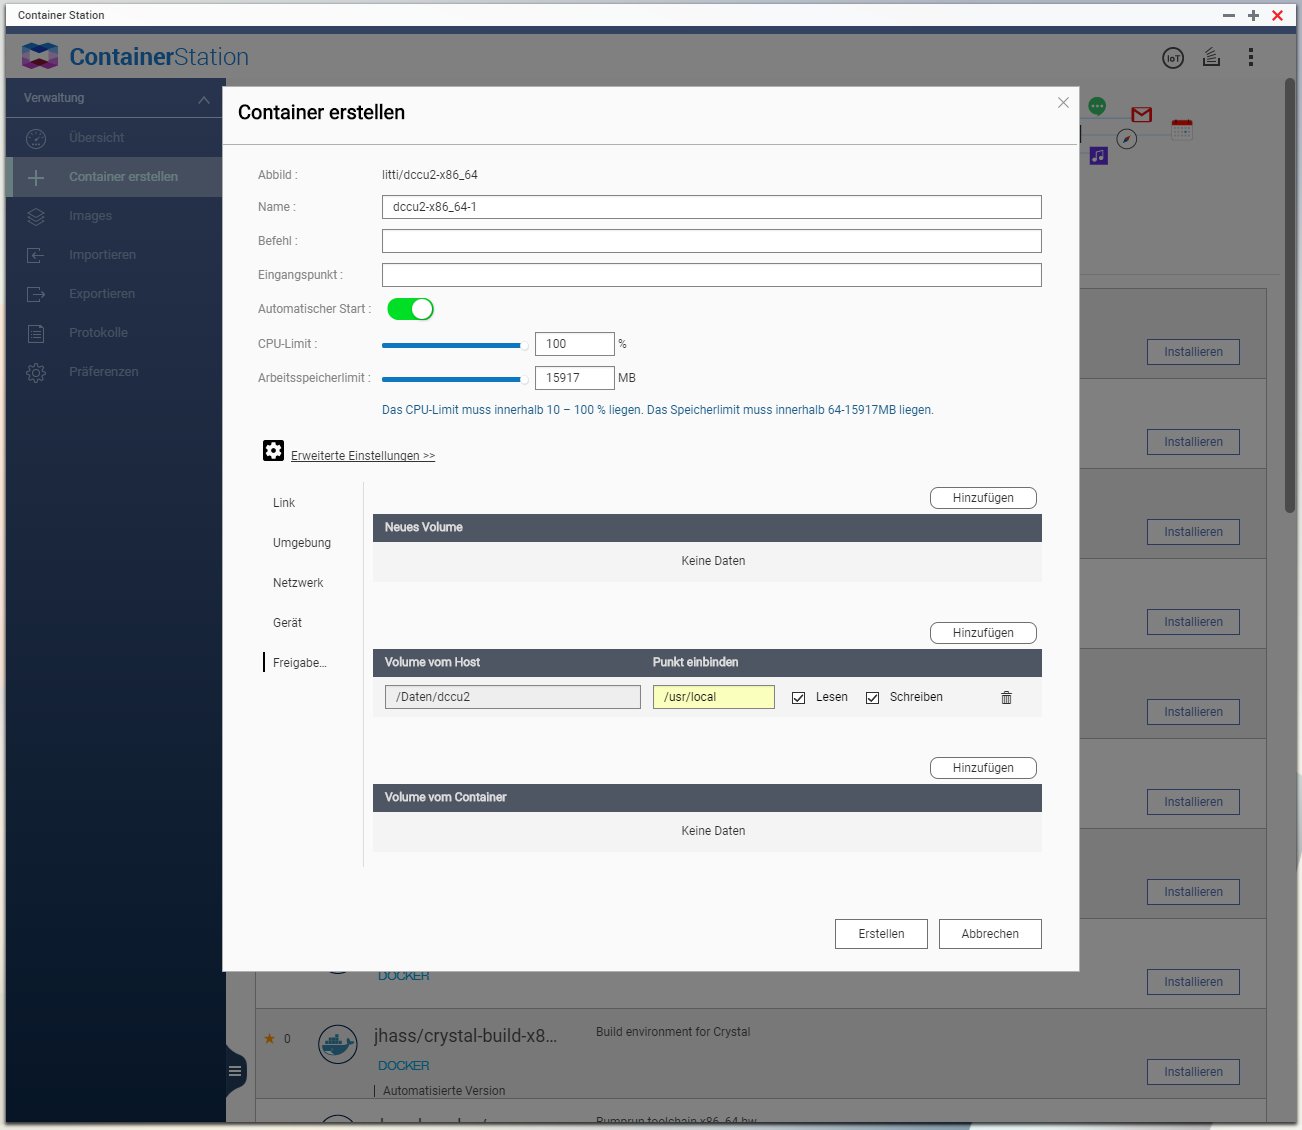 Container Station
ContainerStation
IoT
Verwaltung
Übersicht
Container erstellen
Images
Importieren
Exportieren
Protokolle
Präferenzen
Container erstellen
Abbild :
litti/dccu2-x86_64
Name :
dccu2-x86_64-1
Befehl :
Eingangspunkt :
Automatischer Start :
CPU-Limit :
100
%
Arbeitsspeicherlimit :
15917
MB
Das CPU-Limit muss innerhalb 10 – 100 % liegen. Das Speicherlimit muss innerhalb 64-15917MB liegen.
Erweiterte Einstellungen >>
Link
Umgebung
Netzwerk
Gerät
Freigabe...
Hinzufügen
Neues Volume
Keine Daten
Hinzufügen
Volume vom Host
Punkt einbinden
/Daten/dccu2
/usr/local
Lesen
Schreiben
Hinzufügen
Volume vom Container
Keine Daten
Erstellen
Abbrechen
Installieren
Installieren
Installieren
Installieren
Installieren
Installieren
Installieren
DOCKER
Installieren
0
jhass/crystal-build-x8...
Build environment for Crystal
DOCKER
Automatisierte Version
Installieren